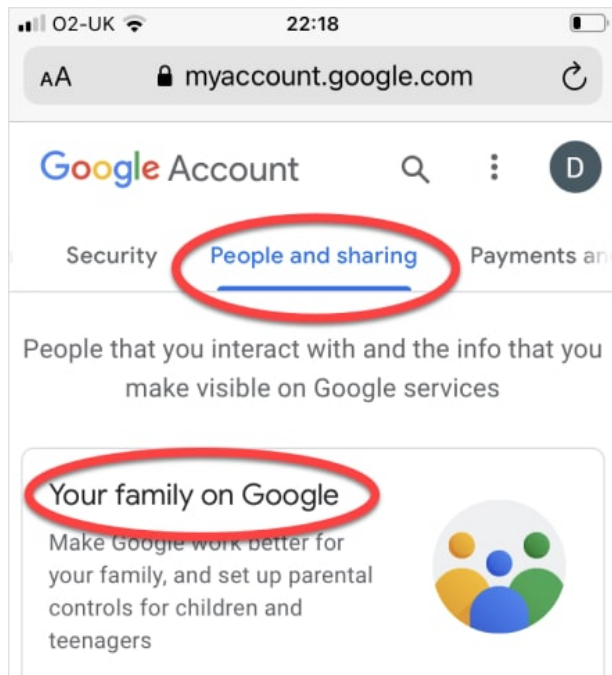 O2-UK 22:18
AA myaccount.google.com
Google Account D
Security People and sharing Payments an
People that you interact with and the info that you
make visible on Google services
Your family on Google
Make Google work better for
your family, and set up parental
controls for children and
teenagers